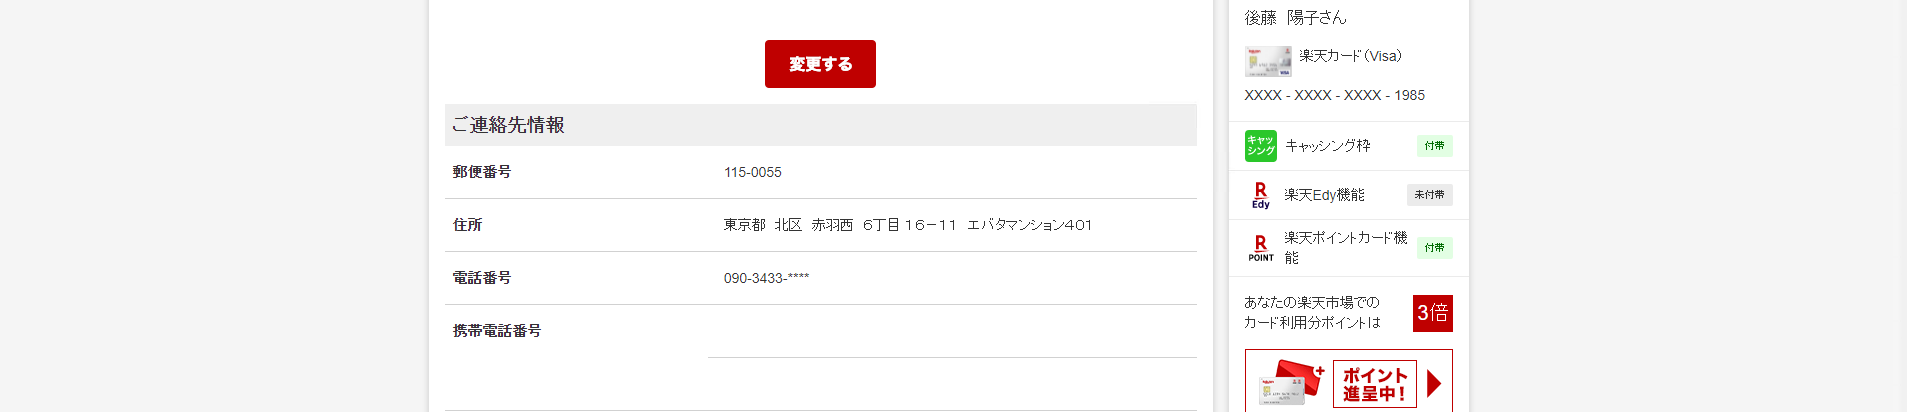 変更する
ご連絡先情報
郵便番号
115-0055
住所
東京都　北区　赤羽西　６丁目１６－１１　エバタマンション４０１
電話番号
090-3433-****
携帯電話番号
後藤　陽子さん
楽天カード（Visa）
XXXX - XXXX - XXXX - 1985
キャッ
シング
キャッシング枠
付帯
R
Edy
楽天Edy機能
未付帯
R
POINT
楽天ポイントカード機
能
付帯
あなたの楽天市場での
カード利用分ポイントは
3倍
ポイント
進呈中！